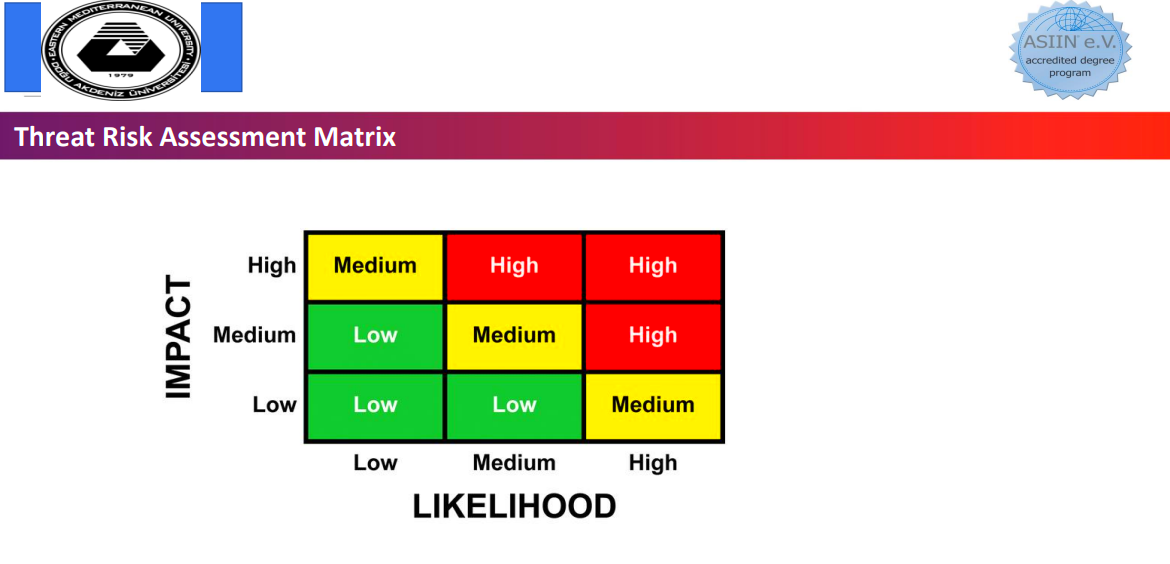 EASTERN MEDITERRANEAN UNIVERSITY
1979
DOĞU AKDENİZ ÜNİVERSİTESİ
ASIIN e.V.
accredited degree
program
Threat Risk Assessment Matrix
IMPACT
High Medium High High
Medium Low Medium High
Low Low Low Medium
Low Medium High
LIKELIHOOD